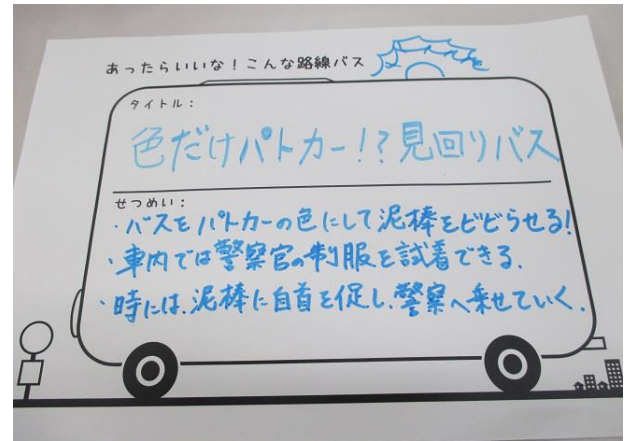 あったらいいな！こんな路線バス
タイトル：
色だけパトカー!?見回りバス
せつめい：
・バスをパトカーの色にして泥棒をビビらせる!
・車内では警察官の制服を試着できる.
・時には.泥棒に自首を促し.警察へ乗せていく.